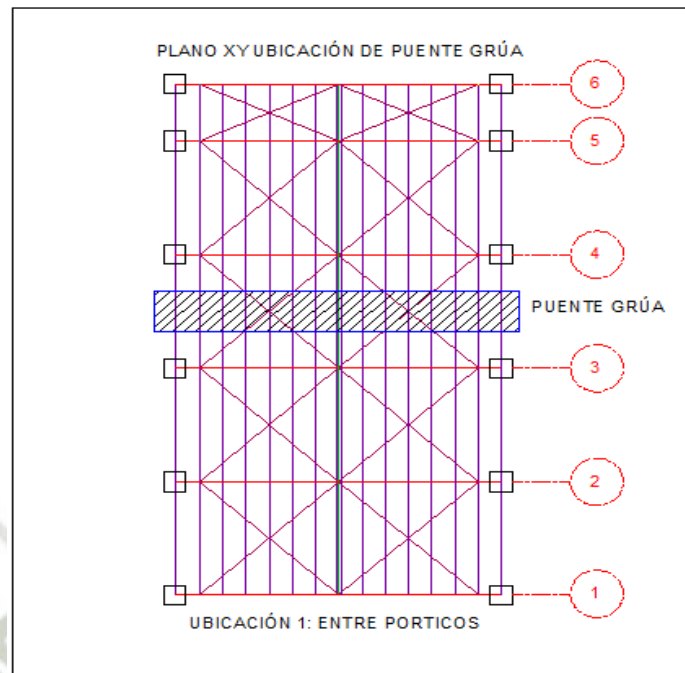 PLANO XY UBICACIÓN DE PUENTE GRÚA
6
5
4
PUENTE GRÚA
3
2
1
UBICACIÓN 1: ENTRE PORTICOS